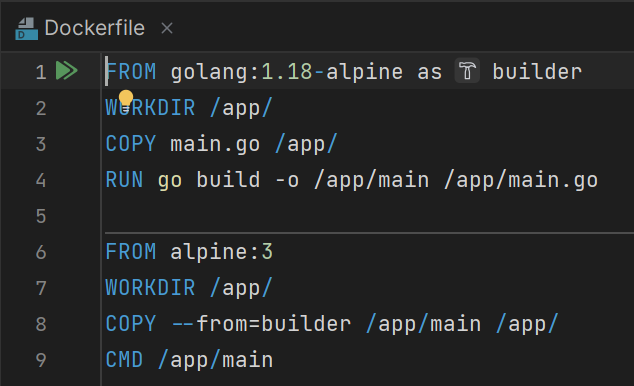 Dockerfile
1 FROM golang:1.18-alpine as builder
2 WORKDIR /app/
3 COPY main.go /app/
4 RUN go build -o /app/main /app/main.go
5
6 FROM alpine:3
7 WORKDIR /app/
8 COPY --from=builder /app/main /app/
9 CMD /app/main